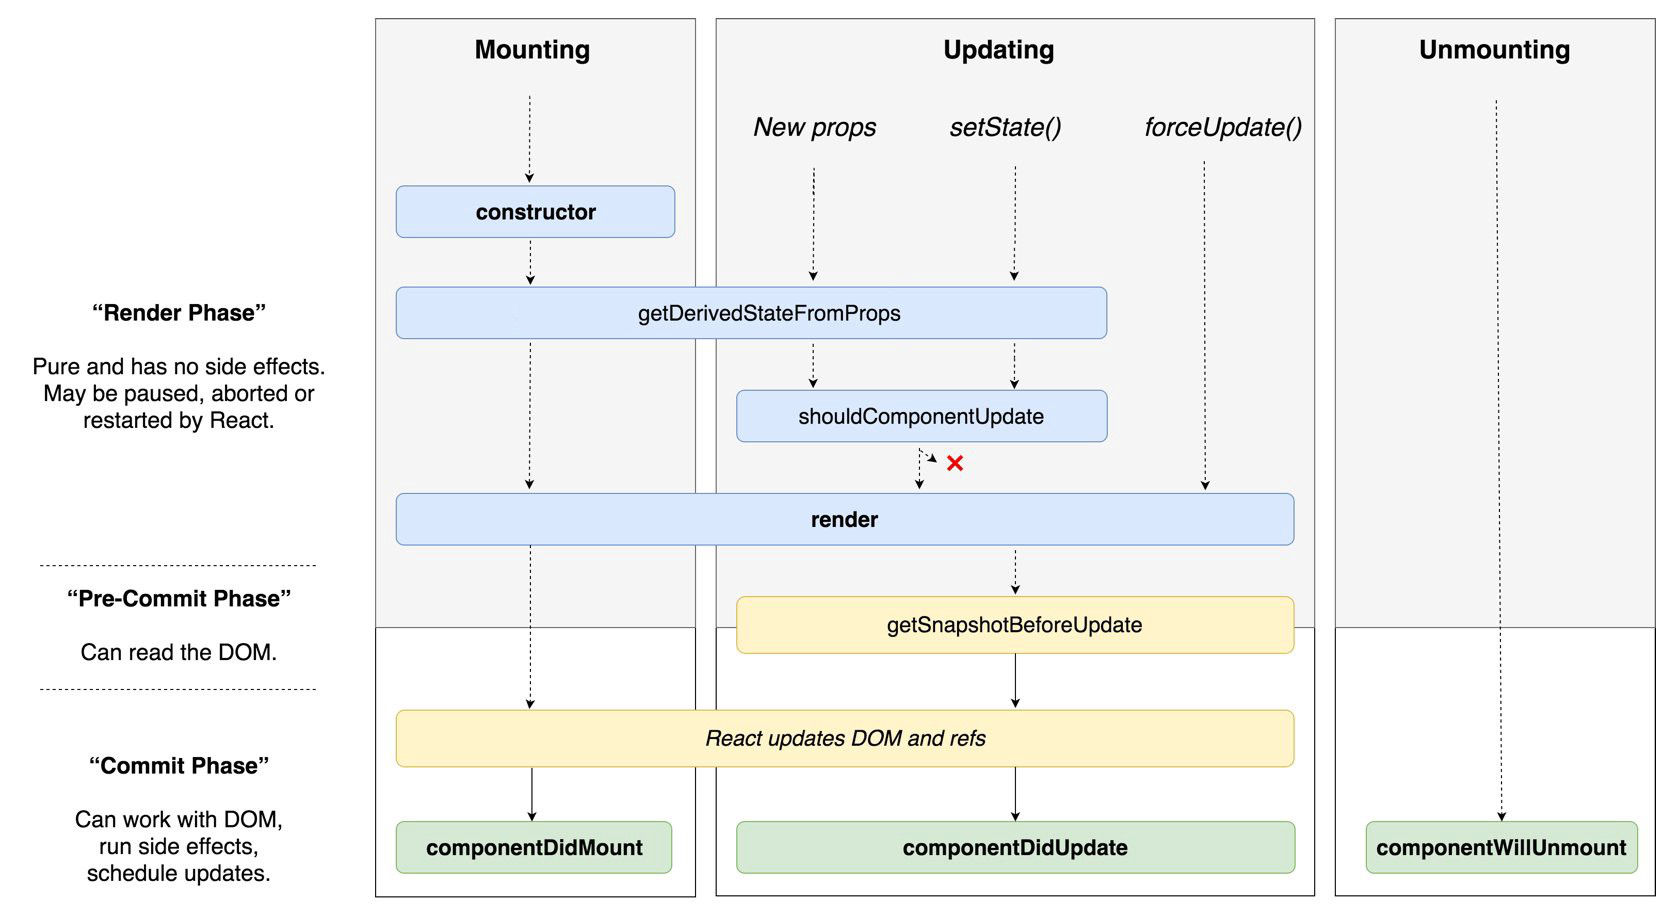 Mounting
Updating
Unmounting
New props
setState()
forceUpdate()
constructor
“Render Phase”
Pure and has no side effects.
May be paused, aborted or
restarted by React.
getDerivedStateFromProps
shouldComponentUpdate
render
“Pre-Commit Phase”
Can read the DOM.
getSnapshotBeforeUpdate
React updates DOM and refs
“Commit Phase”
Can work with DOM,
run side effects,
schedule updates.
componentDidMount
componentDidUpdate
componentWillUnmount